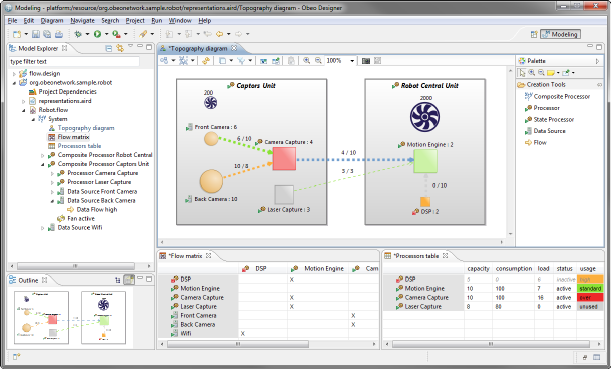 Modeling - platform:/resource/org.obeonetwork.sample.robot/representations.aird/Topography diagram - Obeo Designer
File Edit Diagram Navigate Search Project Run Window Help
100%
Modeling
Model Explorer
type filter text
flow.design
org.obeonetwork.sample.robot
Project Dependencies
representations.aird
Robot.flow
System
Topography diagram
Flow matrix
Processors table
Composite Processor Robot Central
Composite Processor Captors Unit
Processor Camera Capture
Processor Laser Capture
Data Source Front Camera
Data Source Back Camera
Data Flow high
Fan active
Data Source Wifi
Outline
*Topography diagram
100%
Captors Unit
200
Front Camera : 6
6 / 10
Camera Capture : 4
10 / 8
Back Camera : 10
Laser Capture : 3
4 / 10
3 / 3
Robot Central Unit
2000
Motion Engine : 2
0 / 10
DSP : 2
Palette
Creation Tools
Composite Processor
Processor
State Processor
Data Source
Flow
*Flow matrix
DSP Motion Engine Cam
DSP X
Motion Engine
Camera Capture X
Laser Capture X
Front Camera X
Back Camera X
Wifi X
*Processors table
capacity consumption load status usage
DSP 5 0 6 inactive high
Motion Engine 10 100 7 active standard
Camera Capture 10 100 16 active over
Laser Capture 8 80 0 active unused